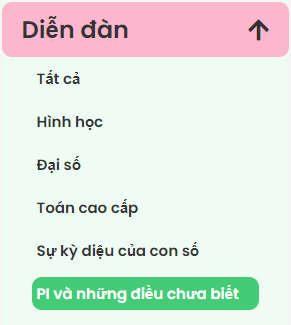 Diễn đàn
Tất cả
Hình học
Đại số
Toán cao cấp
Sự kỳ diệu của con số
PI và những điều chưa biết